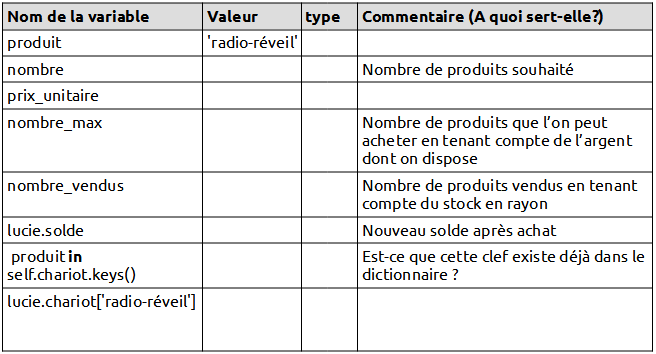 Nom de la variable Valeur type Commentaire (A quoi sert-elle?)
produit 'radio-réveil'
nombre Nombre de produits souhaité
prix_unitaire
nombre_max Nombre de produits que l’on peut
acheter en tenant compte de l’argent
dont on dispose
nombre_vendus Nombre de produits vendus en tenant
compte du stock en rayon
lucie.solde Nouveau solde après achat
produit in Est-ce que cette clef existe déjà dans le
self.chariot.keys() dictionnaire ?
lucie.chariot['radio-réveil']